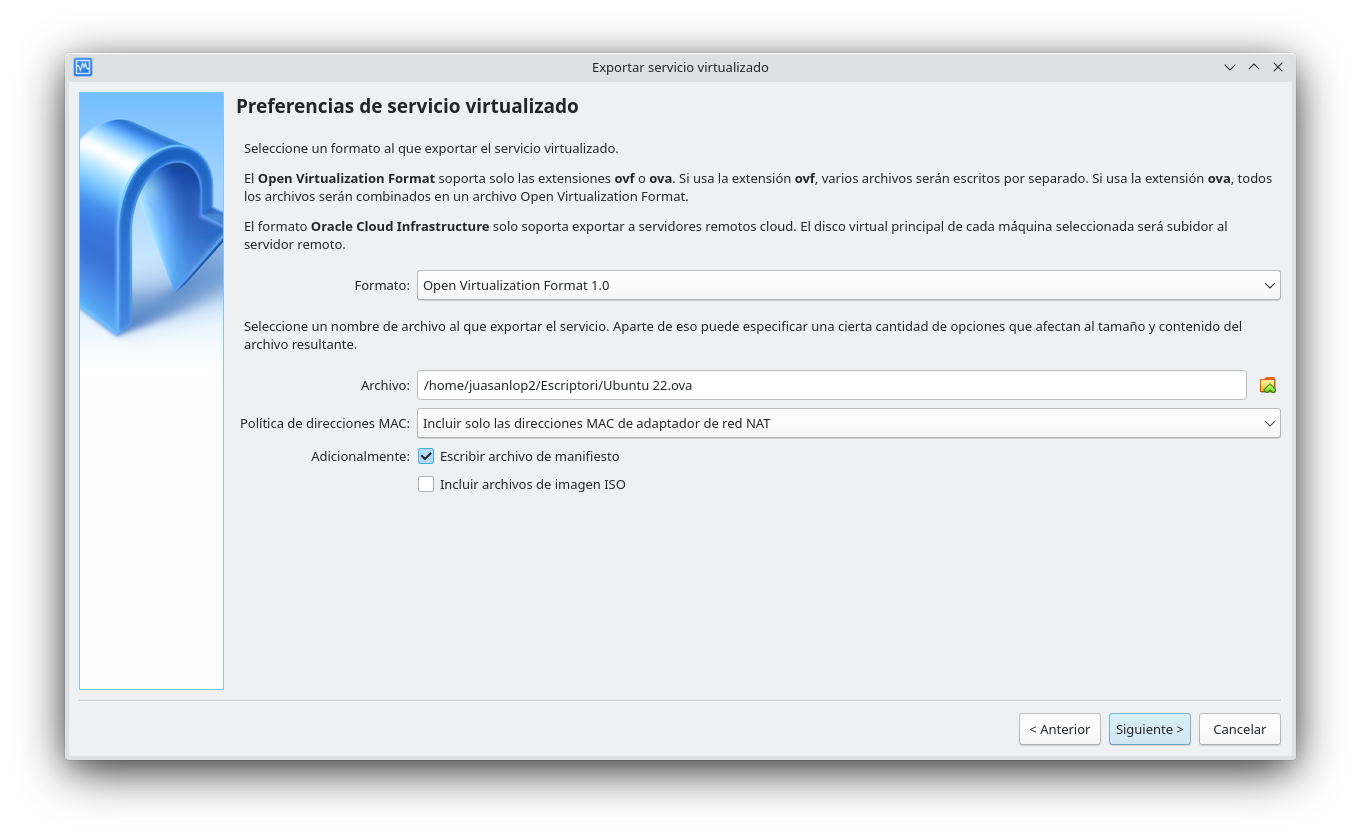 Exportar servicio virtualizado
Preferencias de servicio virtualizado
Seleccione un formato al que exportar el servicio virtualizado.
El Open Virtualization Format soporta solo las extensiones ovf o ova. Si usa la extensión ovf, varios archivos serán escritos por separado. Si usa la extensión ova, todos
los archivos serán combinados en un archivo Open Virtualization Format.
El formato Oracle Cloud Infrastructure solo soporta exportar a servidores remotos cloud. El disco virtual principal de cada máquina seleccionada será subidor al
servidor remoto.
Formato: Open Virtualization Format 1.0
Seleccione un nombre de archivo al que exportar el servicio. Aparte de eso puede especificar una cierta cantidad de opciones que afectan al tamaño y contenido del
archivo resultante.
Archivo: /home/juasanlop2/Escriptori/Ubuntu 22.ova
Política de direcciones MAC: Incluir solo las direcciones MAC de adaptador de red NAT
Adicionalmente: Escribir archivo de manifiesto
Incluir archivos de imagen ISO
< Anterior Siguiente > Cancelar